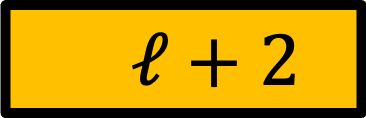 ℓ + 2